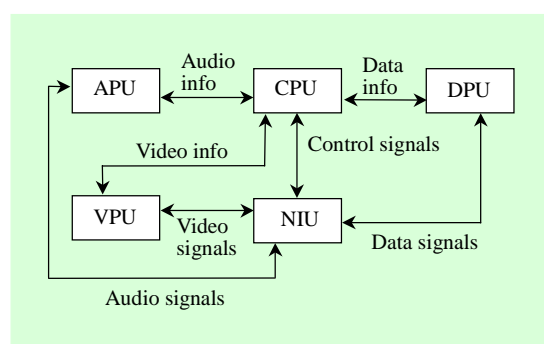 Audio
info
Data
info
APU
CPU
DPU
Video info
Control signals
VPU
Video
signals
NIU
Data signals
Audio signals